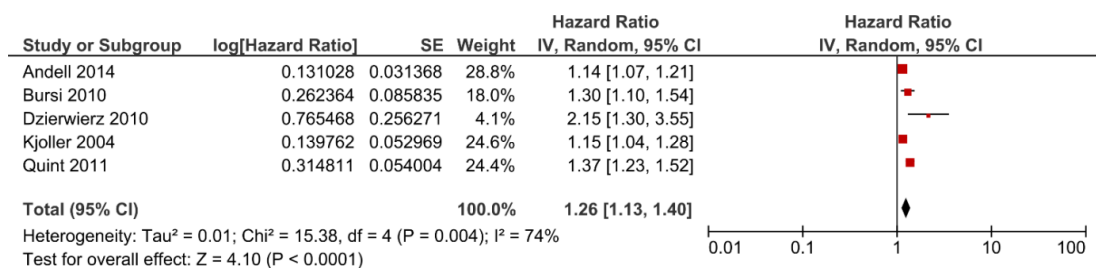 Hazard Ratio Hazard Ratio
Study or Subgroup log[Hazard Ratio] SE Weight IV, Random, 95% CI IV, Random, 95% CI
Andell 2014 0.131028 0.031368 28.8% 1.14 [1.07, 1.21]
Bursi 2010 0.262364 0.085835 18.0% 1.30 [1.10, 1.54]
Dzierwierz 2010 0.765468 0.256271 4.1% 2.15 [1.30, 3.55]
Kjoller 2004 0.139762 0.052969 24.6% 1.15 [1.04, 1.28]
Quint 2011 0.314811 0.054004 24.4% 1.37 [1.23, 1.52]
Total (95% CI) 100.0% 1.26 [1.13, 1.40]
Heterogeneity: Tau² = 0.01; Chi² = 15.38, df = 4 (P = 0.004); I² = 74%
Test for overall effect: Z = 4.10 (P < 0.0001)
0.01 0.1 1 10 100